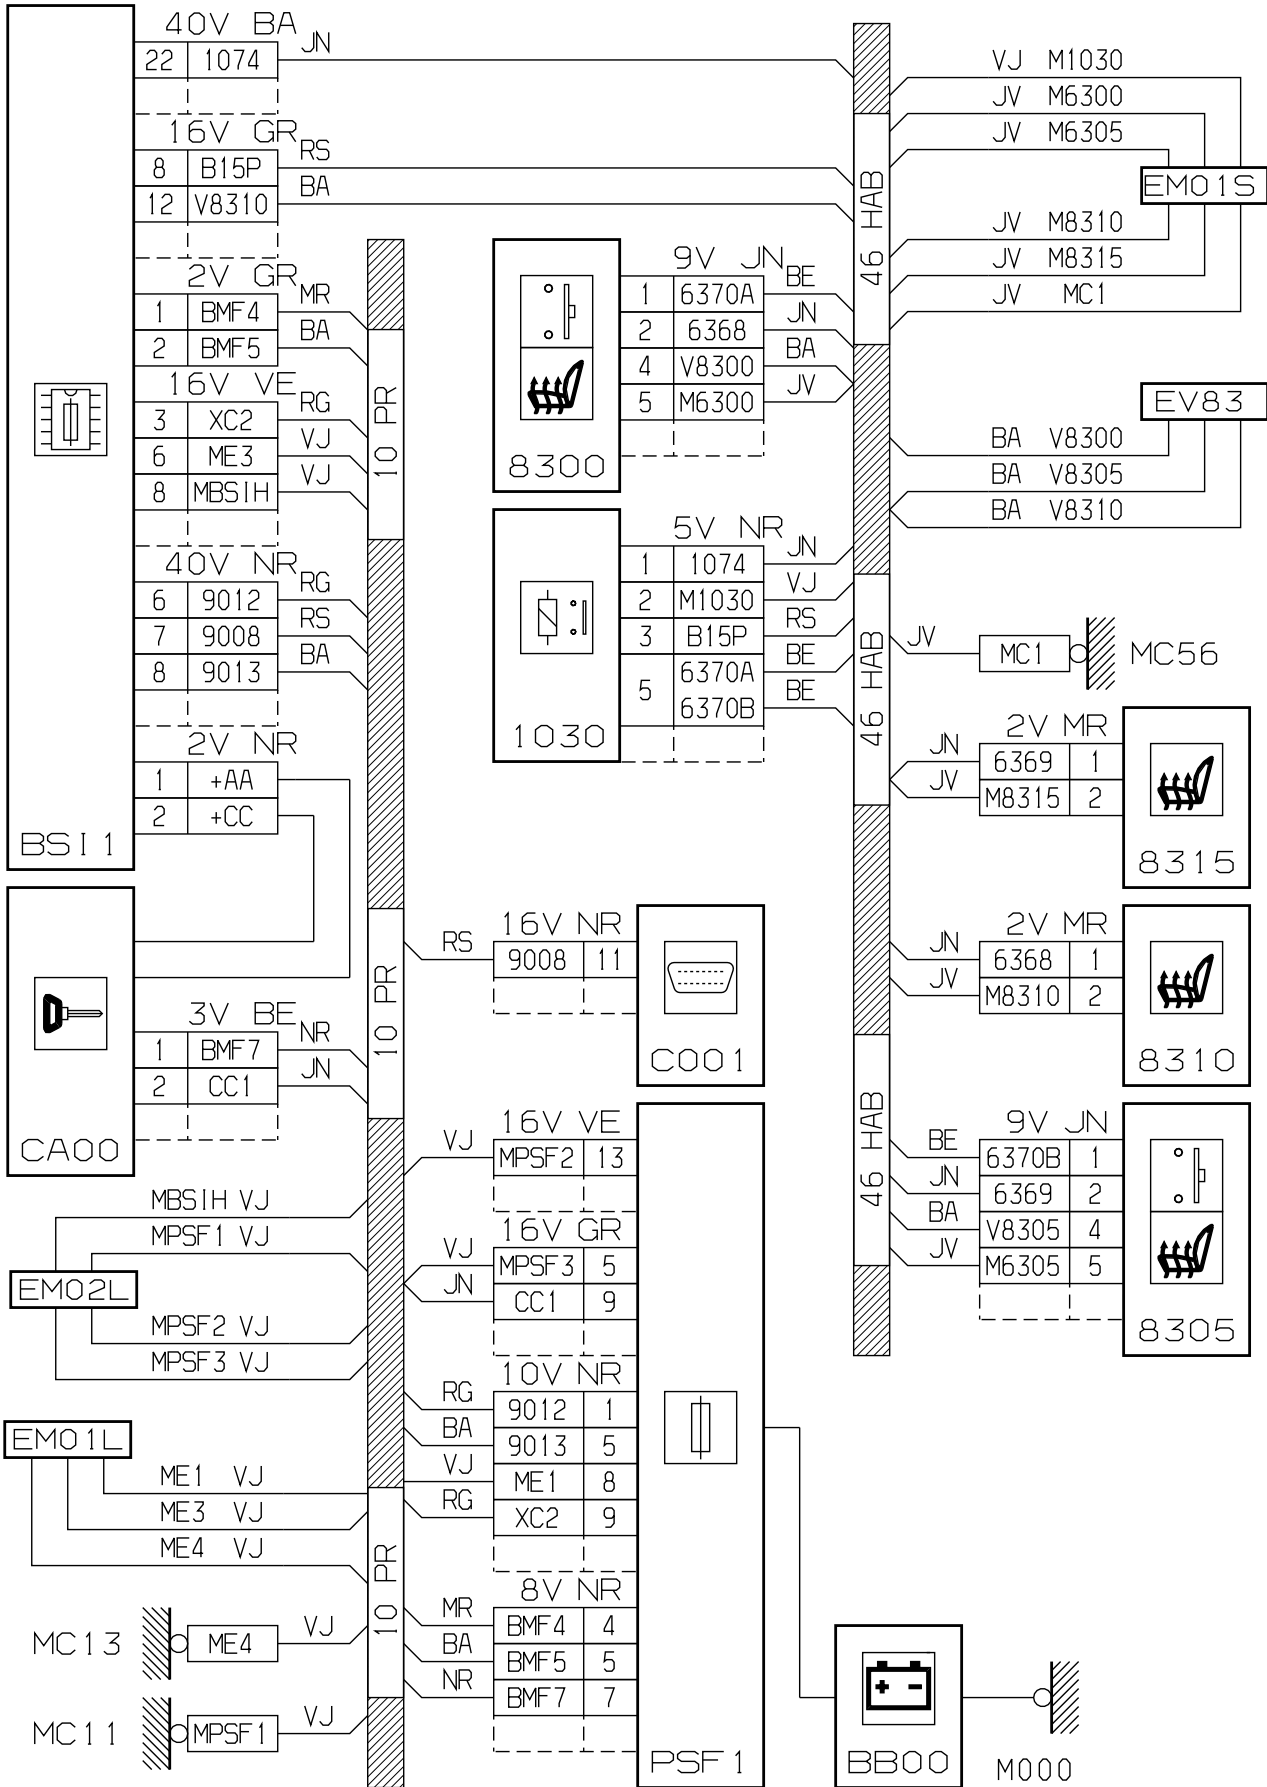 40V BA
22 1074 JN
16V GR
8 B15P RS
12 V8310 BA
2V GR
1 BMF4 MR
2 BMF5 BA
16V VE
3 XC2 RG
6 ME3 VJ
8 MBSIH VJ
40V NR
6 9012 RG
7 9008 RS
8 9013 BA
2V NR
1 +AA
2 +CC
BSI1
3V BE
1 BMF7 NR
2 CC1 JN
CA00
MBSIH VJ
MPSF1 VJ
EM02L
MPSF2 VJ
MPSF3 VJ
EM01L
ME1 VJ
ME3 VJ
ME4 VJ
MC13 ME4 VJ
MC11 MPSF1 VJ
10 PR
10 PR
10 PR
9V JN
1 6370A BE
2 6368 JN
4 V8300 BA
5 M6300 JV
8300
5V NR
1 1074 JN
2 M1030 VJ
3 B15P RS
5 6370A BE
6370B BE
1030
16V NR
RS 9008 11
C001
16V VE
VJ MPSF2 13
16V GR
VJ MPSF3 5
JN CC1 9
10V NR
RG 9012 1
BA 9013 5
VJ ME1 8
RG XC2 9
8V NR
MR BMF4 4
BA BMF5 5
NR BMF7 7
PSF1
BB00
M000
46 HAB
46 HAB
46 HAB
VJ M1030
JV M6300
JV M6305
EM01S
JV M8310
JV M8315
JV MC1
EV83
BA V8300
BA V8305
BA V8310
JV MC1 MC56
2V MR
JN 6369 1
JV M8315 2
8315
2V MR
JN 6368 1
JV M8310 2
8310
9V JN
BE 6370B 1
JN 6369 2
BA V8305 4
JV M6305 5
8305